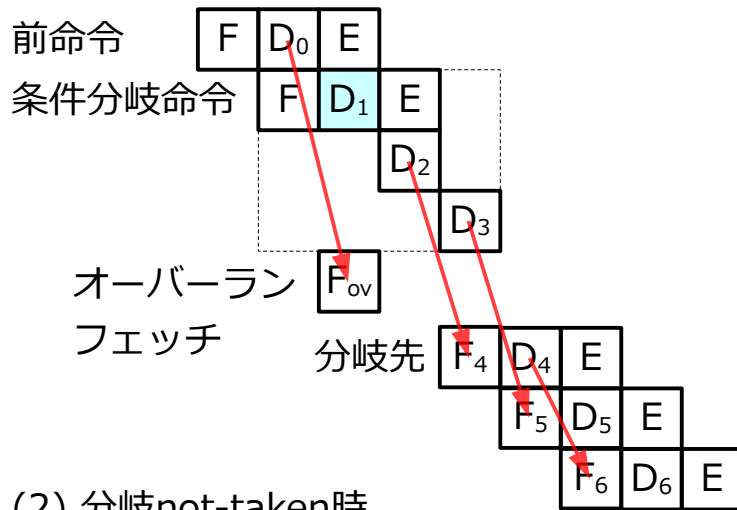 前命令 F D₀ E
条件分岐命令 F D₁ E
D₂
D₃
オーバーラン Fov
フェッチ
分岐先 F₄ D₄ E
F₅ D₅ E
F₆ D₆ E
(2) 分岐not-taken時